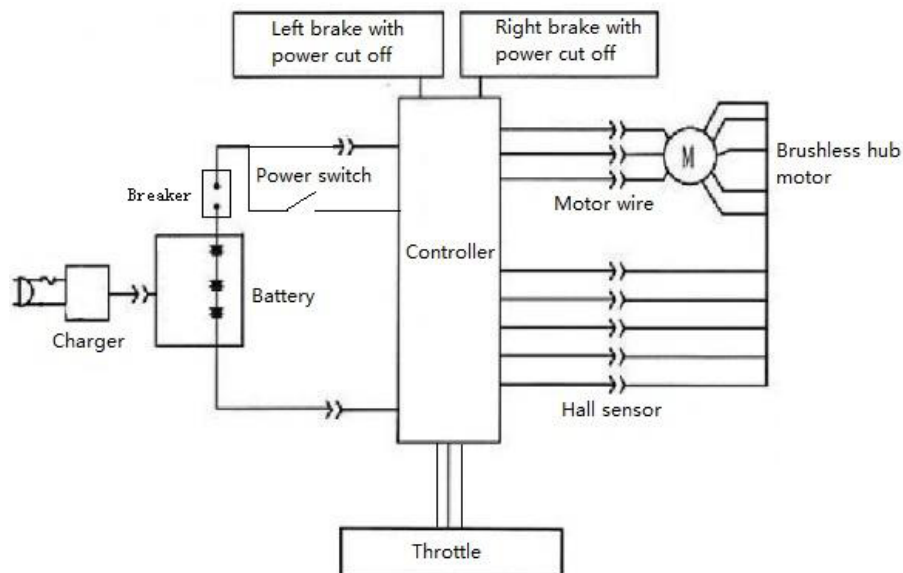 Left brake with
power cut off
Right brake with
power cut off
Power switch
Breaker
M
Brushless hub
motor
Motor wire
Controller
Battery
Charger
Hall sensor
Throttle